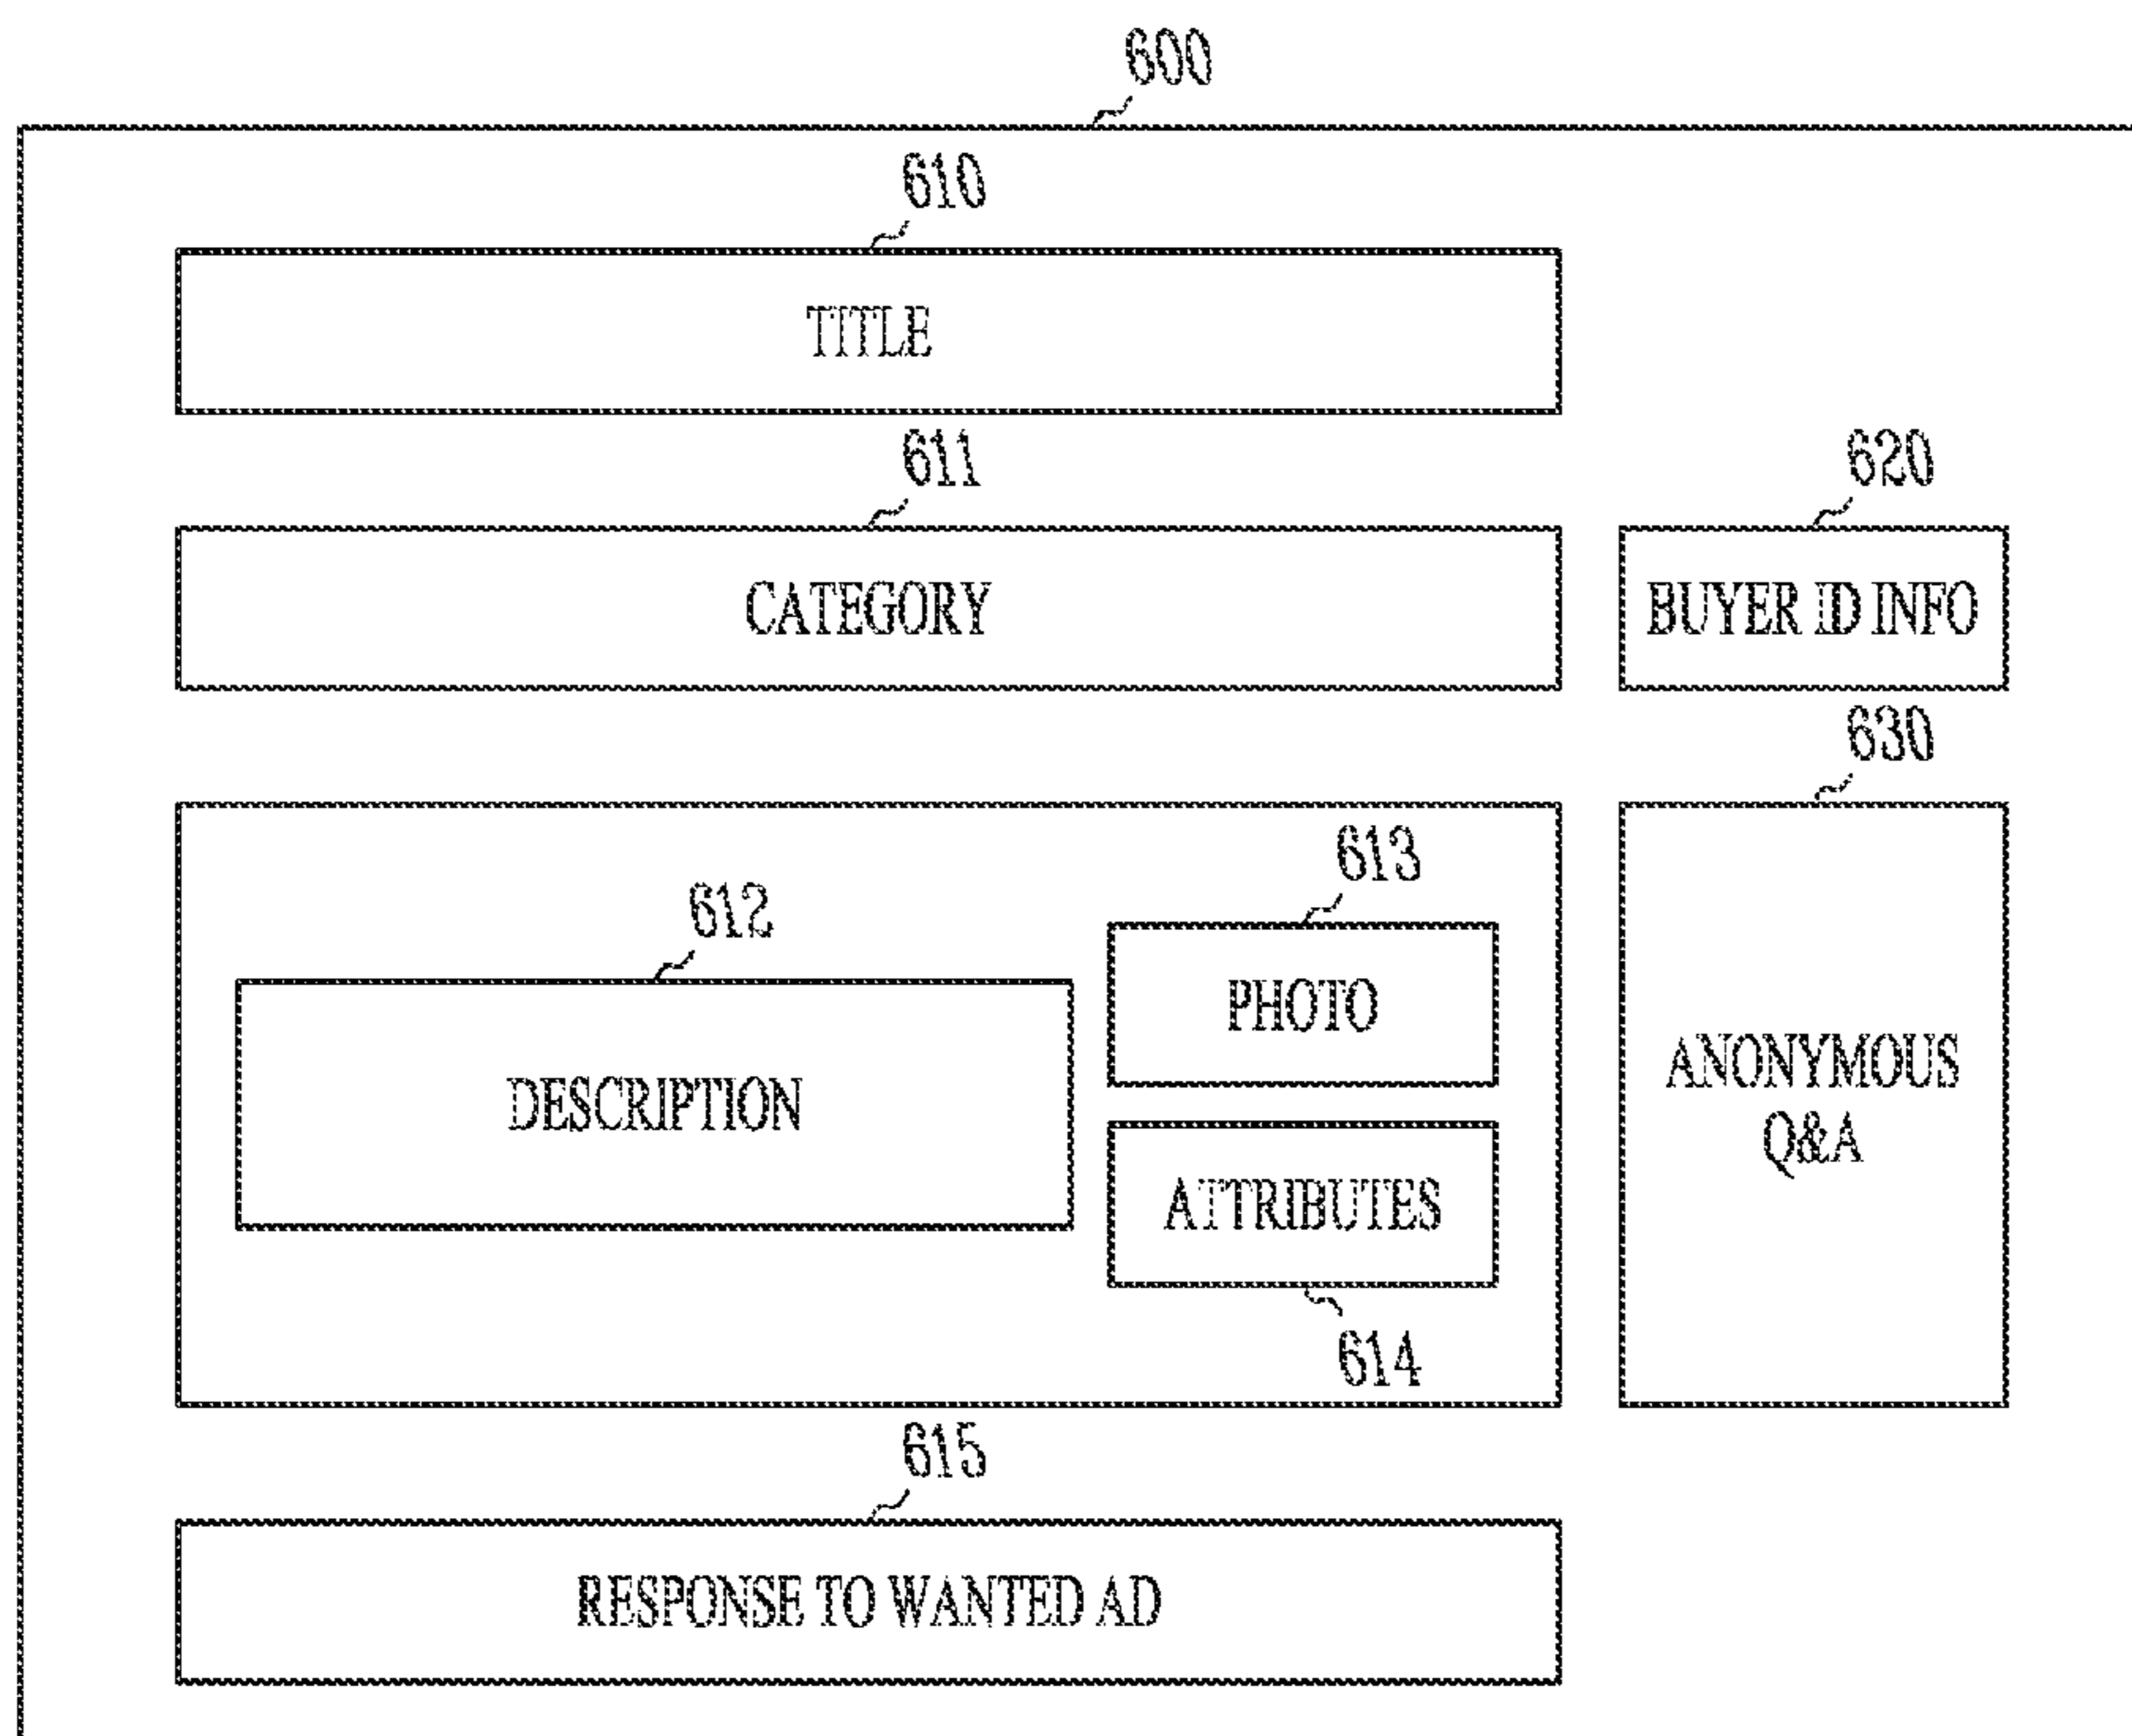 600
610
TITLE
611
CATEGORY
620
BUYER ID INFO
612
DESCRIPTION
613
PHOTO
ATTRIBUTES
614
630
ANONYMOUS
Q&A
615
RESPONSE TO WANTED AD